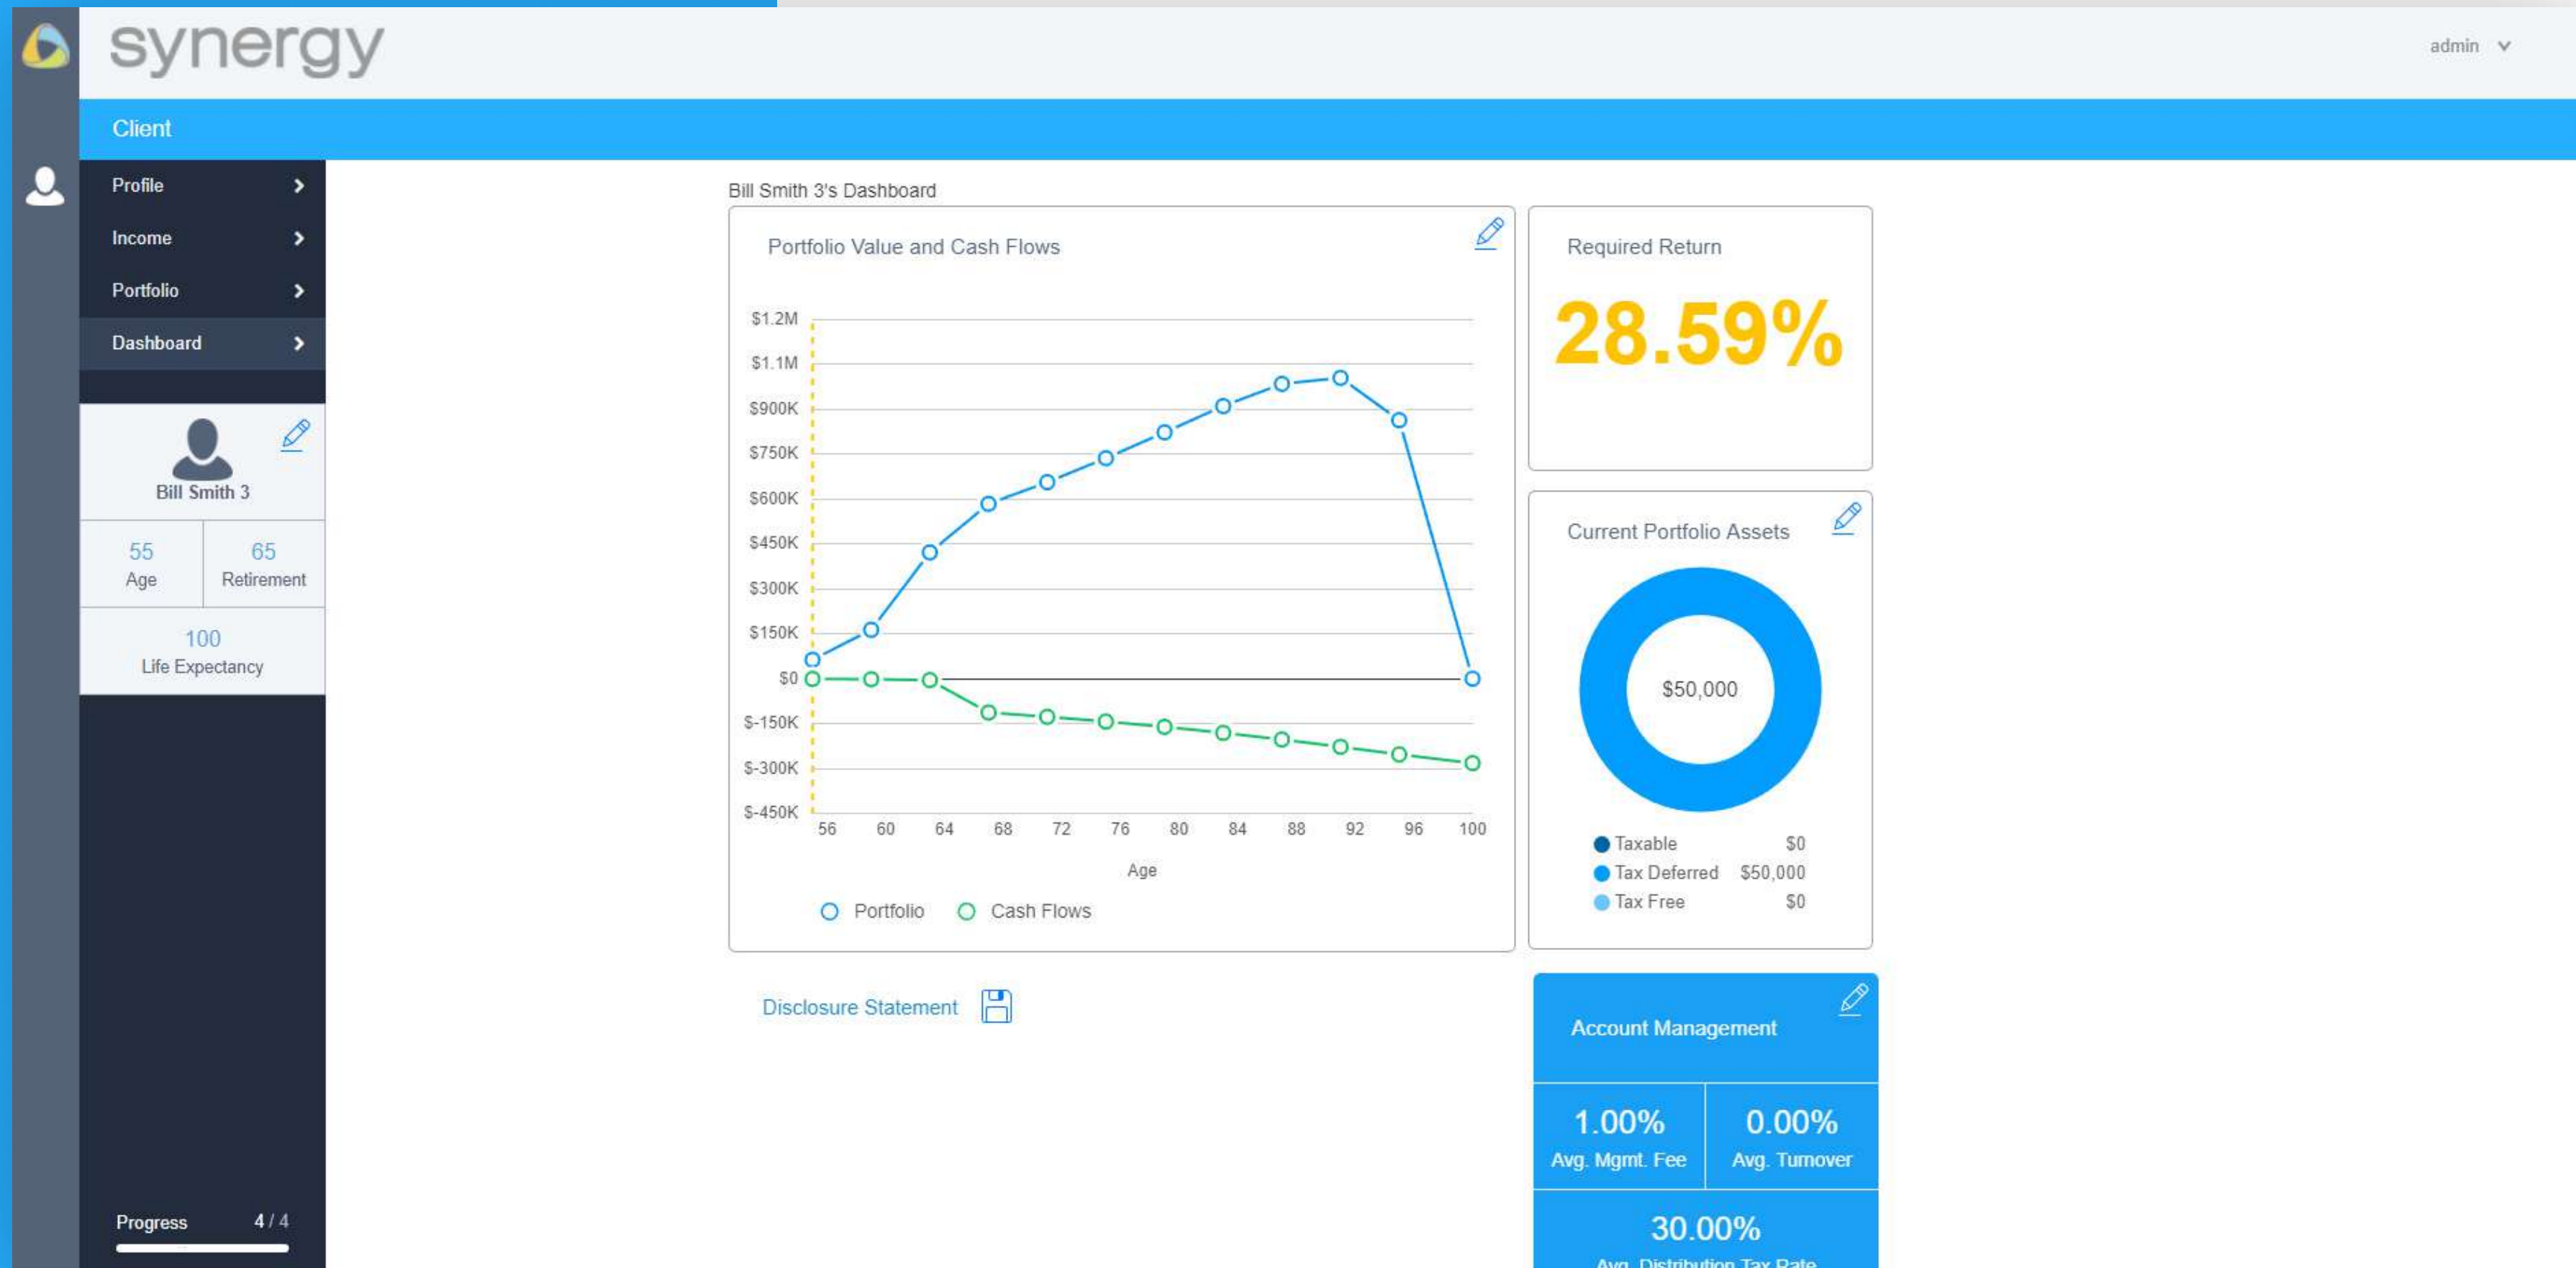 synergy
admin
Client
Profile
Income
Portfolio
Dashboard
Bill Smith 3
55
Age
65
Retirement
100
Life Expectancy
Progress 4 / 4
Bill Smith 3's Dashboard
Portfolio Value and Cash Flows
$1.2M
$1.1M
$900K
$750K
$600K
$450K
$300K
$150K
$0
$-150K
$-300K
$-450K
56 60 64 68 72 76 80 84 88 92 96 100
Age
Portfolio Cash Flows
Disclosure Statement
Required Return
28.59%
Current Portfolio Assets
$50,000
Taxable $0
Tax Deferred $50,000
Tax Free $0
Account Management
1.00%
Avg. Mgmt. Fee
0.00%
Avg. Turnover
30.00%
Avg. Distribution Tax Rate